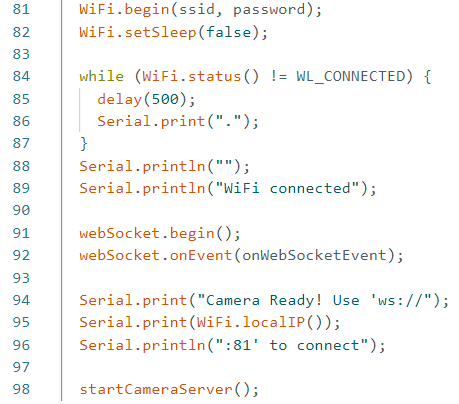 81 WiFi.begin(ssid, password);
82 WiFi.setSleep(false);
83
84 while (WiFi.status() != WL_CONNECTED) {
85 delay(500);
86 Serial.print(".");
87 }
88 Serial.println("");
89 Serial.println("WiFi connected");
90
91 webSocket.begin();
92 webSocket.onEvent(onWebSocketEvent);
93
94 Serial.print("Camera Ready! Use 'ws://");
95 Serial.print(WiFi.localIP());
96 Serial.println(":81' to connect");
97
98 startCameraServer();